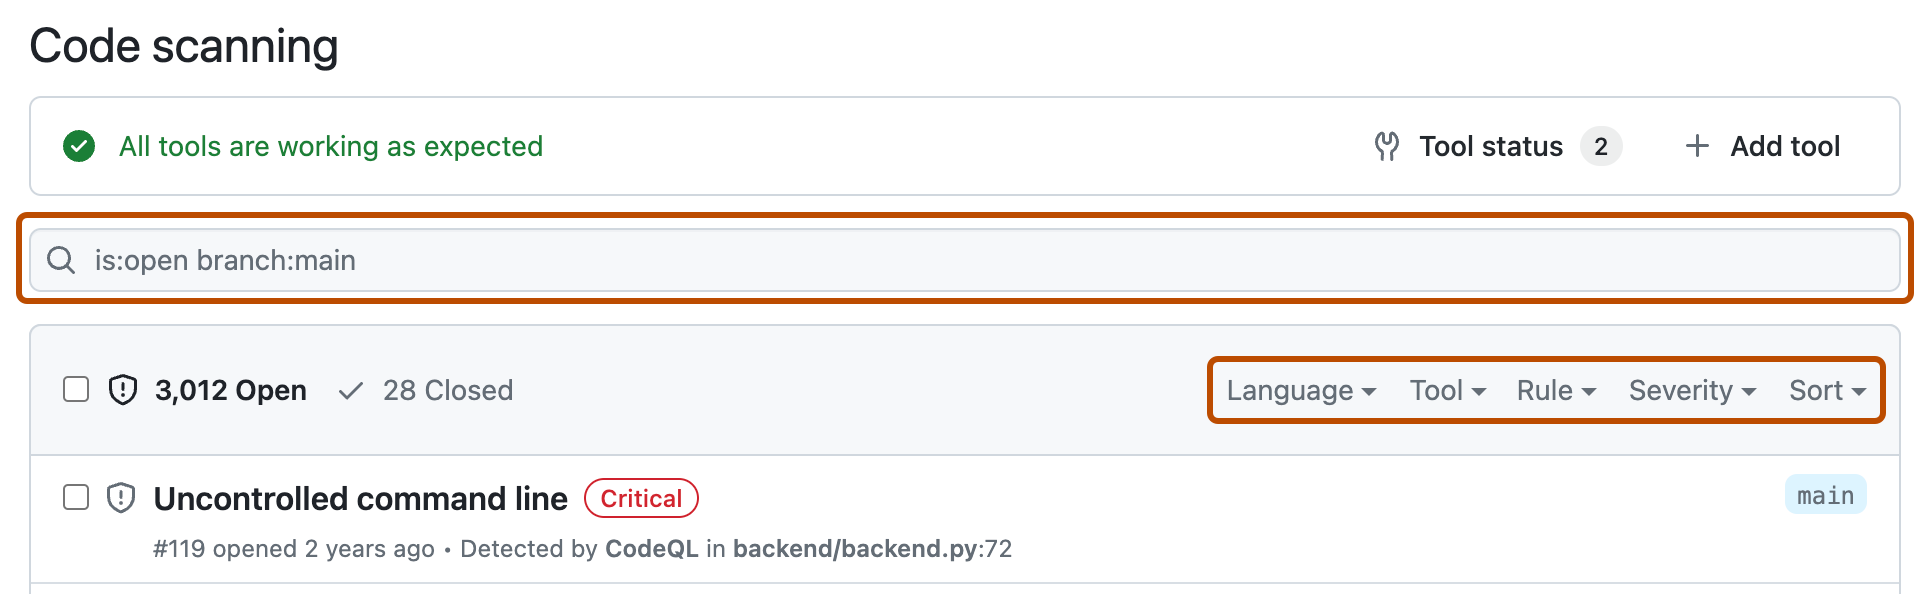 Code scanning
All tools are working as expected
Tool status 2
Add tool
is:open branch:main
3,012 Open
28 Closed
Language
Tool
Rule
Severity
Sort
Uncontrolled command line
Critical
main
#119 opened 2 years ago • Detected by CodeQL in backend/backend.py:72